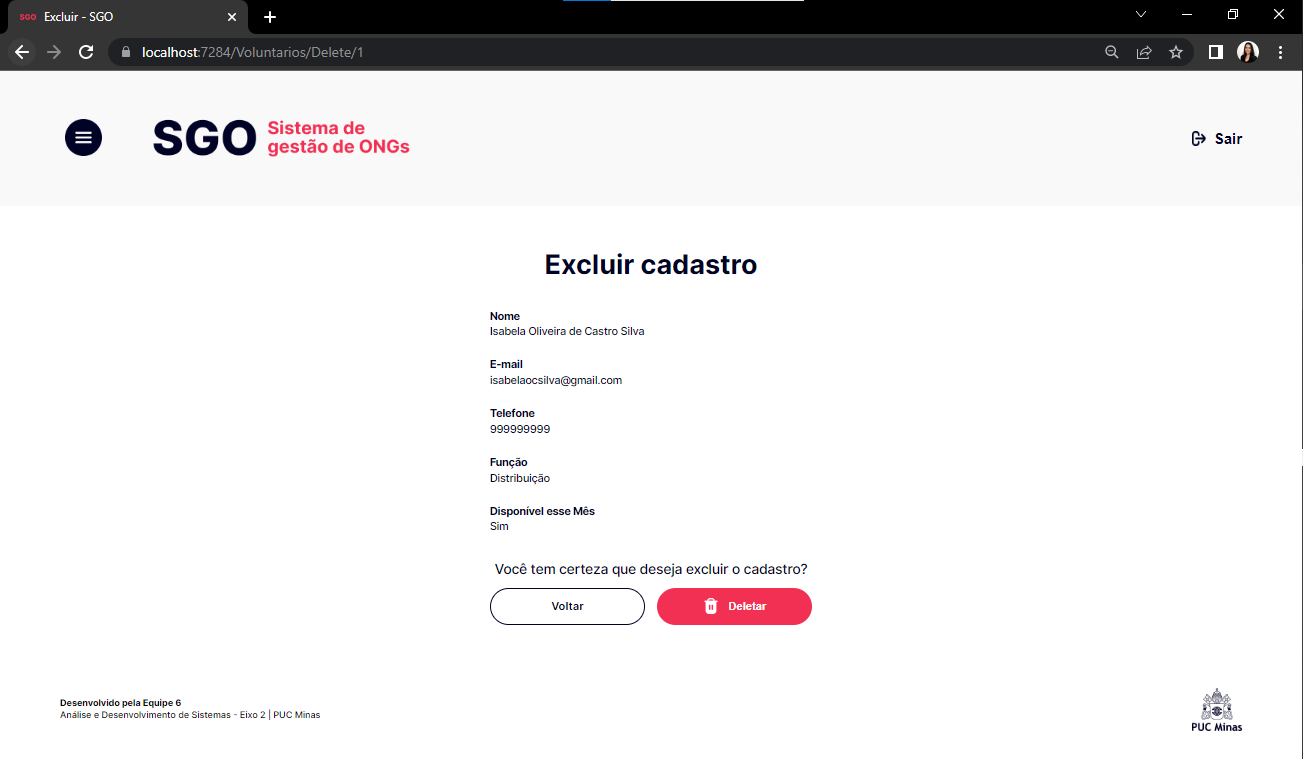 SGO Excluir - SGO
localhost:7284/Voluntarios/Delete/1
SGO
Sistema de
gestão de ONGs
Sair
Excluir cadastro
Nome
Isabela Oliveira de Castro Silva
E-mail
isabelaocsilva@gmail.com
Telefone
999999999
Função
Distribuição
Disponível esse Mês
Sim
Você tem certeza que deseja excluir o cadastro?
Voltar
Deletar
Desenvolvido pela Equipe 6
Análise e Desenvolvimento de Sistemas - Eixo 2 | PUC Minas
PUC Minas